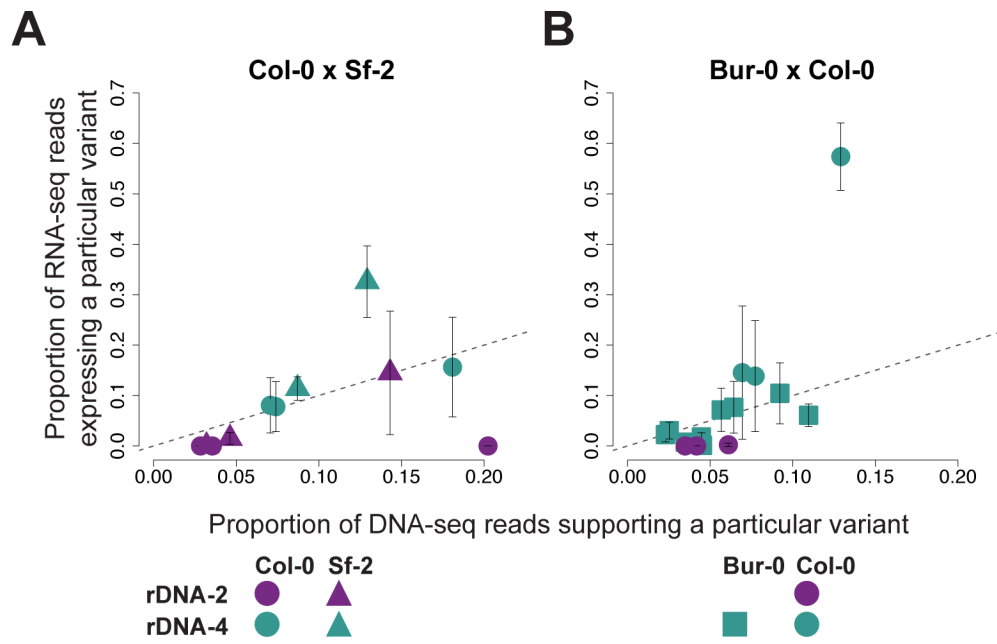 A
B
Col-0 x Sf-2
Bur-0 x Col-0
Proportion of RNA-seq reads
expressing a particular variant
0.7
0.6
0.5
0.4
0.3
0.2
0.1
0.0
0.00
0.05
0.10
0.15
0.20
0.7
0.6
0.5
0.4
0.3
0.2
0.1
0.0
0.00
0.05
0.10
0.15
0.20
Proportion of DNA-seq reads supporting a particular variant
Col-0 Sf-2
Bur-0 Col-0
rDNA-2
rDNA-4